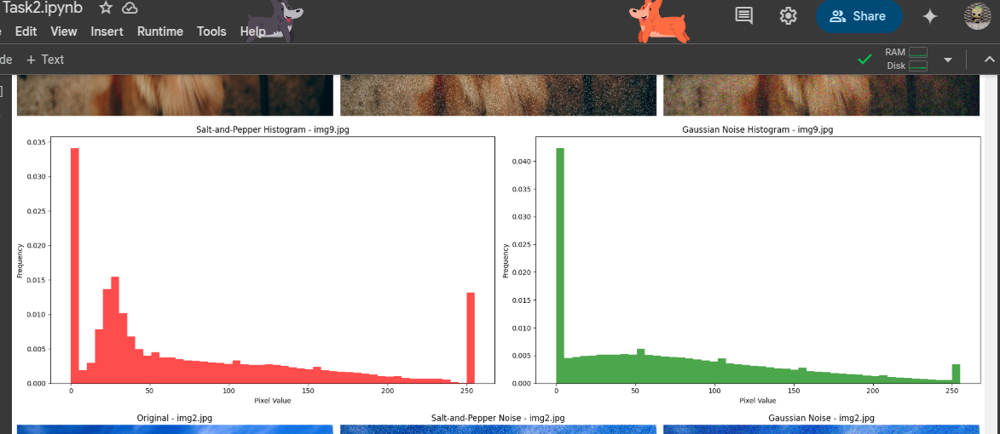 Task2.ipynb
Edit View Insert Runtime Tools Help
Share
de + Text
RAM
Disk
]
Salt-and-Pepper Histogram - img9.jpg
Gaussian Noise Histogram - img9.jpg
0.035
0.030
0.025
0.020
0.015
0.010
0.005
0.000
Frequency
0 50 100 150 200 250
Pixel Value
0.040
0.035
0.030
0.025
0.020
0.015
0.010
0.005
0.000
Frequency
0 50 100 150 200 250
Pixel Value
Original - img2.jpg
Salt-and-Pepper Noise - img2.jpg
Gaussian Noise - img2.jpg